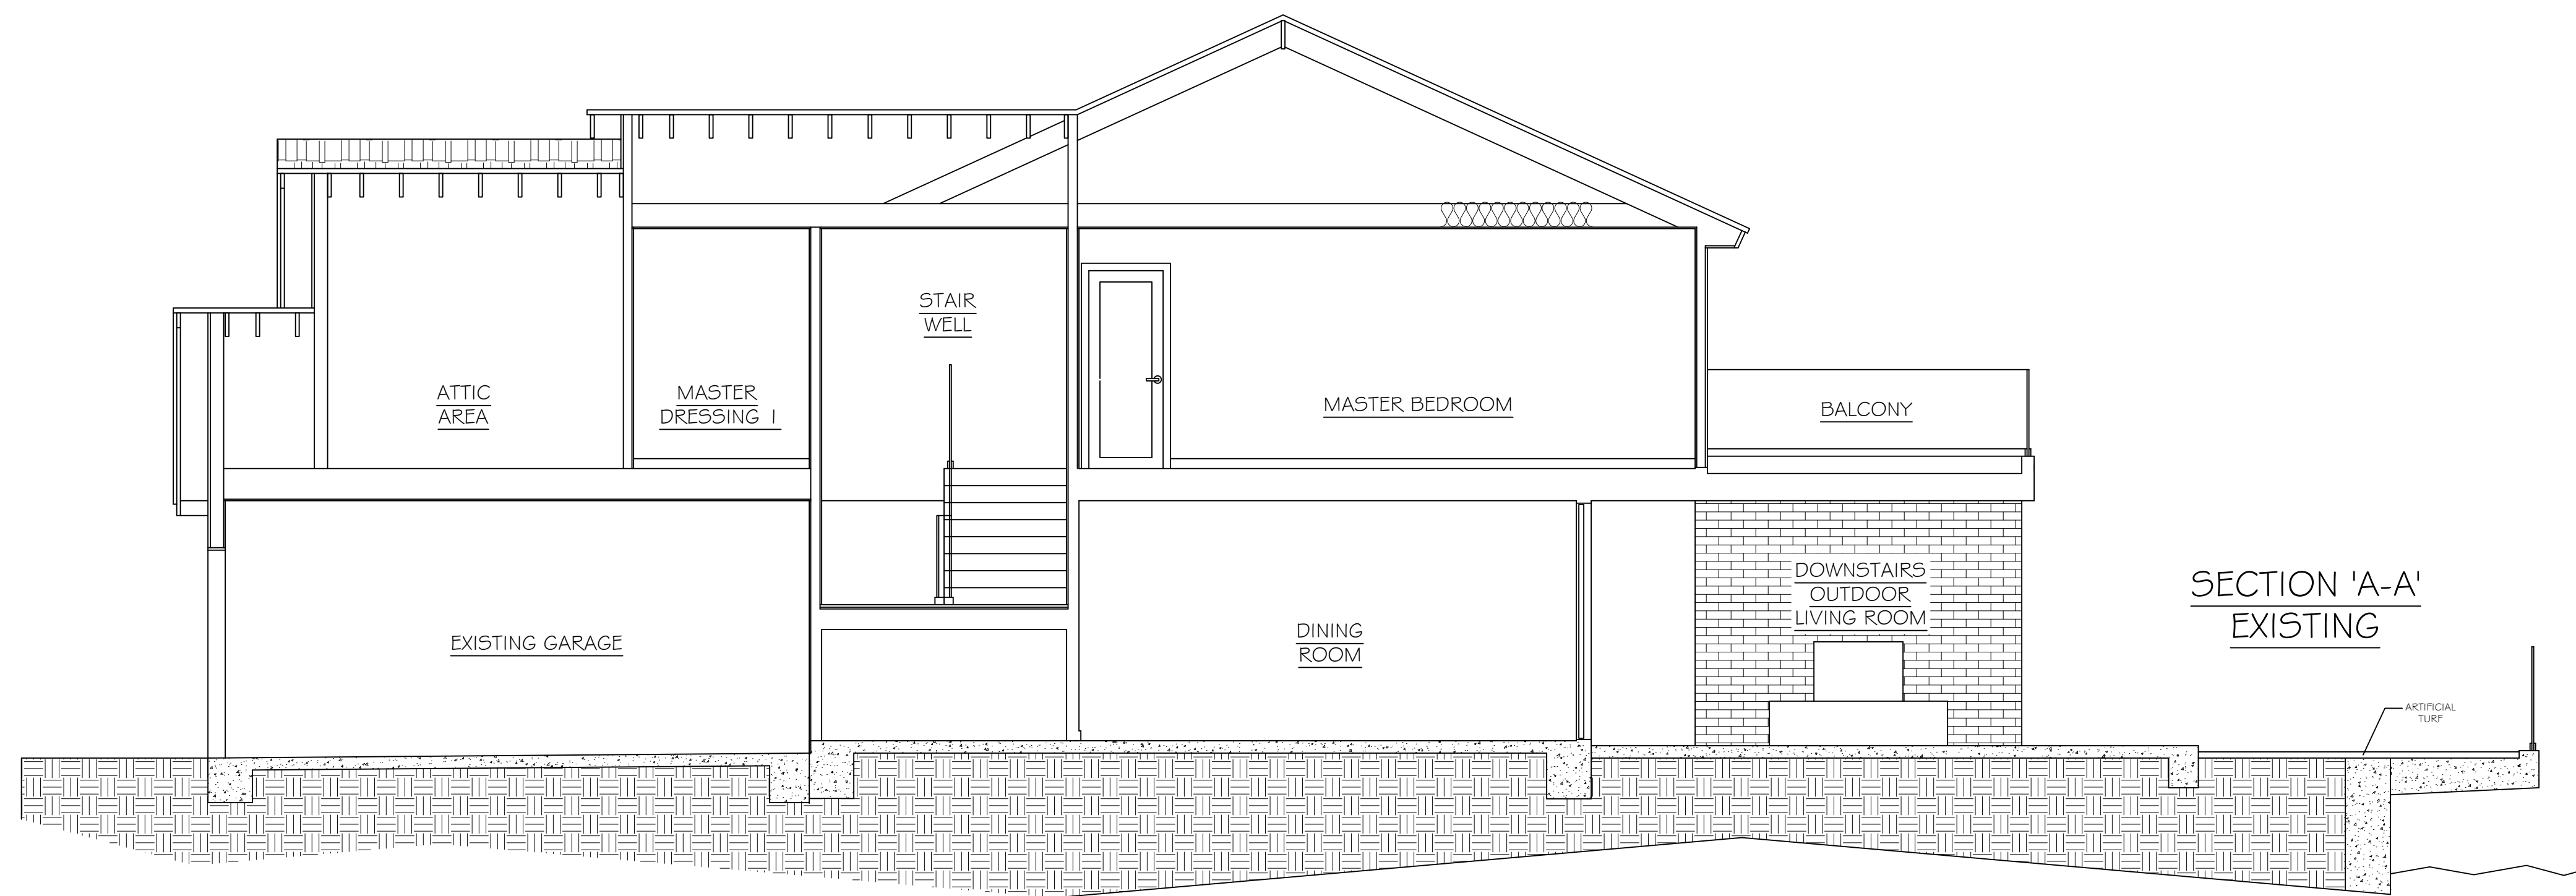 STAIR
WELL
ATTIC
AREA
MASTER
DRESSING 1
MASTER BEDROOM
BALCONY
EXISTING GARAGE
DINING
ROOM
DOWNSTAIRS
OUTDOOR
LIVING ROOM
SECTION 'A-A'
EXISTING
ARTIFICIAL
TURF